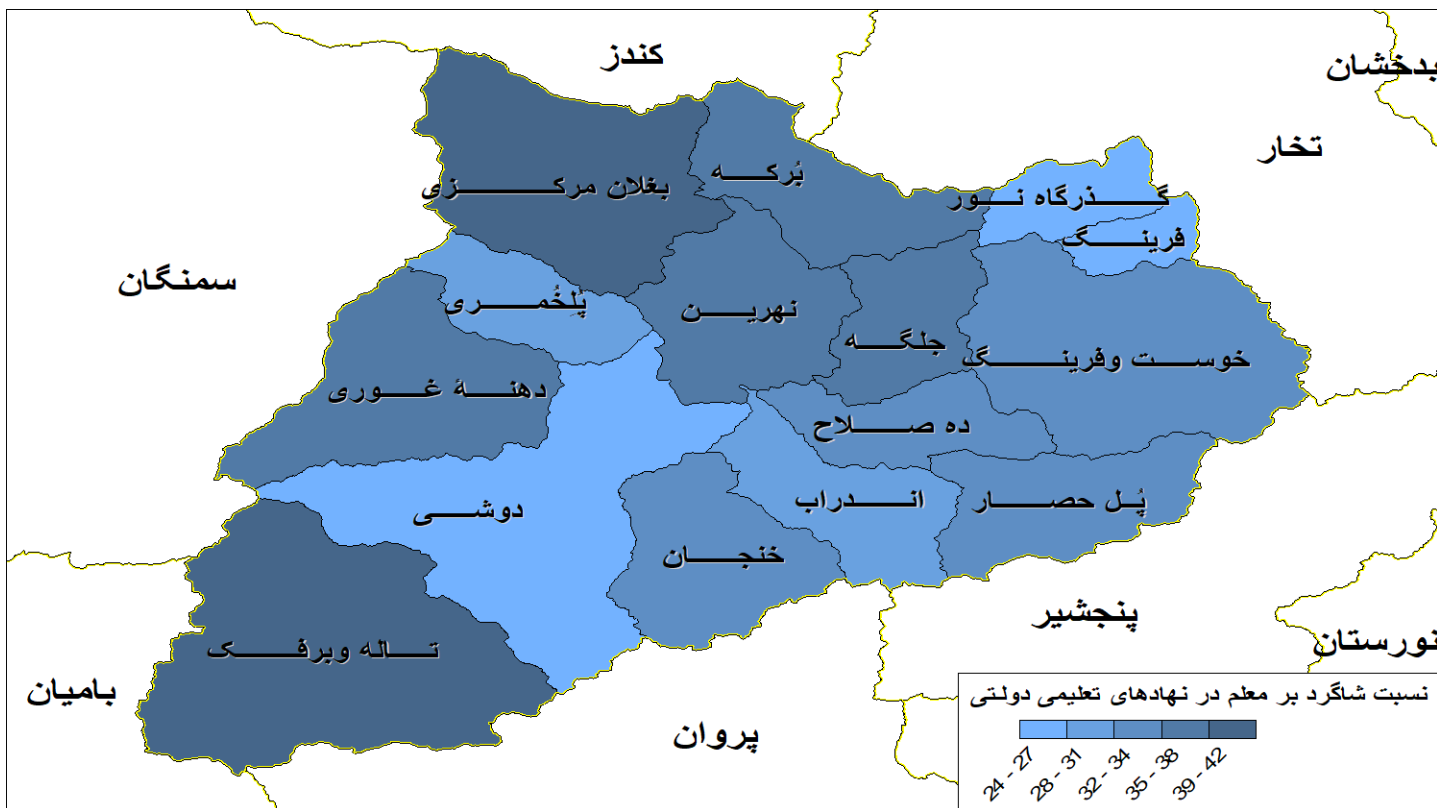 کندز
بدخشان
تخار
بُرکه
بغلان مرکزی
گذرگاه نور
فرینگ
سمنگان
پُلِخُمری
نهرین
جلگه
خوست وفرینگ
دهنهٔ غوری
ده صلاح
دوشی
اندراب
پُل حصار
خنجان
پنجشیر
نورستان
تاله وبرفک
بامیان
پروان
نسبت شاگرد بر معلم در نهادهای تعلیمی دولتی
24 - 27
28 - 31
32 - 34
35 - 38
39 - 42